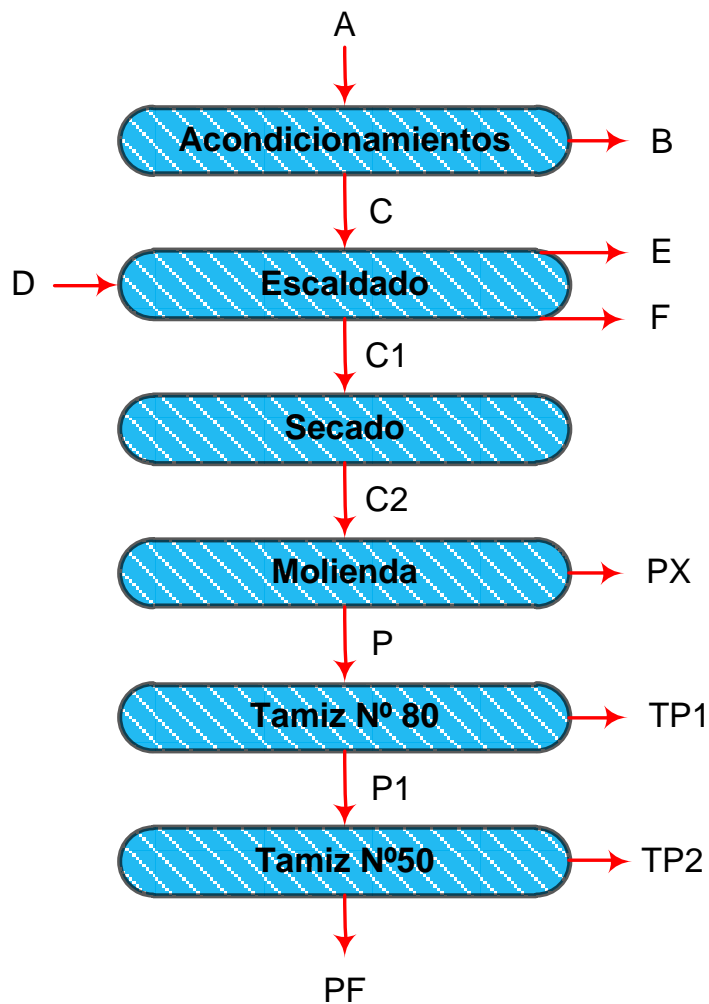 A
Acondicionamientos
B
C
D
Escaldado
E
F
C1
Secado
C2
Molienda
PX
P
Tamiz Nº 80
TP1
P1
Tamiz Nº50
TP2
PF